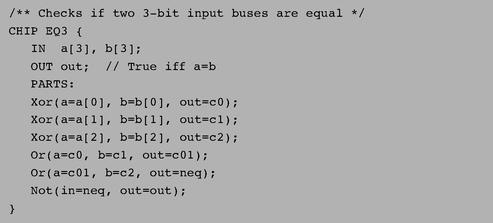 /** Checks if two 3-bit input buses are equal */
CHIP EQ3 {
IN a[3], b[3];
OUT out; // True iff a=b
PARTS:
Xor(a=a[0], b=b[0], out=c0);
Xor(a=a[1], b=b[1], out=c1);
Xor(a=a[2], b=b[2], out=c2);
Or(a=c0, b=c1, out=c01);
Or(a=c01, b=c2, out=neq);
Not(in=neq, out=out);
}